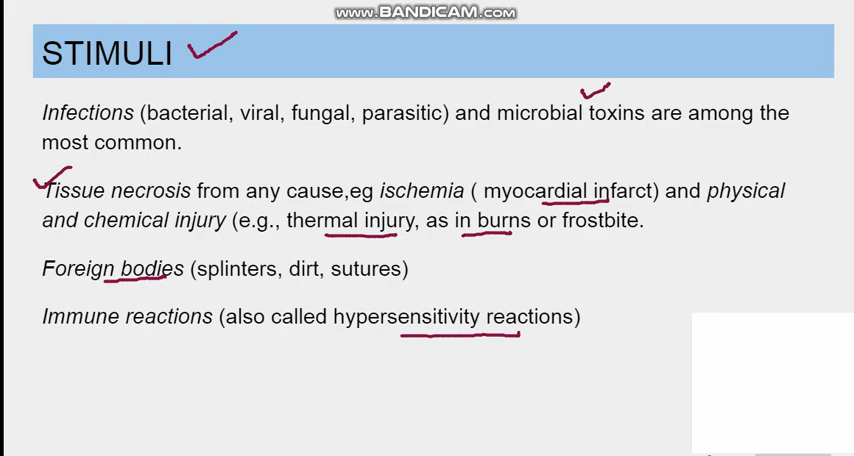 www.BANDICAM.com
STIMULI
Infections (bacterial, viral, fungal, parasitic) and microbial toxins are among the
most common.
Tissue necrosis from any cause,eg ischemia ( myocardial infarct) and physical
and chemical injury (e.g., thermal injury, as in burns or frostbite.
Foreign bodies (splinters, dirt, sutures)
Immune reactions (also called hypersensitivity reactions)